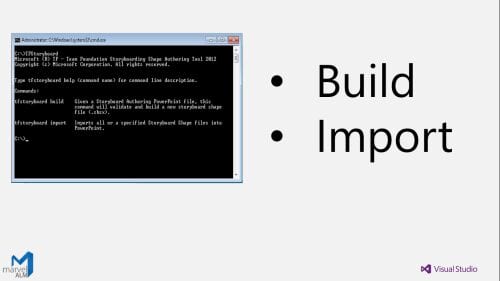 Administrator: C:\Windows\system32\cmd.exe
C:\>TFStoryboard
Microsoft (R) TF - Team Foundation Storyboarding Shape Authoring Tool 2012
Copyright (c) Microsoft Corporation. All rights reserved.
Type tfstoryboard help (command name) for command line description.
Commands:
tfstoryboard build Given a Storyboard Authoring PowerPoint file, this
command will validate and build a new storyboard shape
file (.sbsx).
tfstoryboard import Imports all or a specified Storyboard Shape files into
PowerPoint.
C:\>_
• Build
• Import
marvel
ALM
Visual Studio